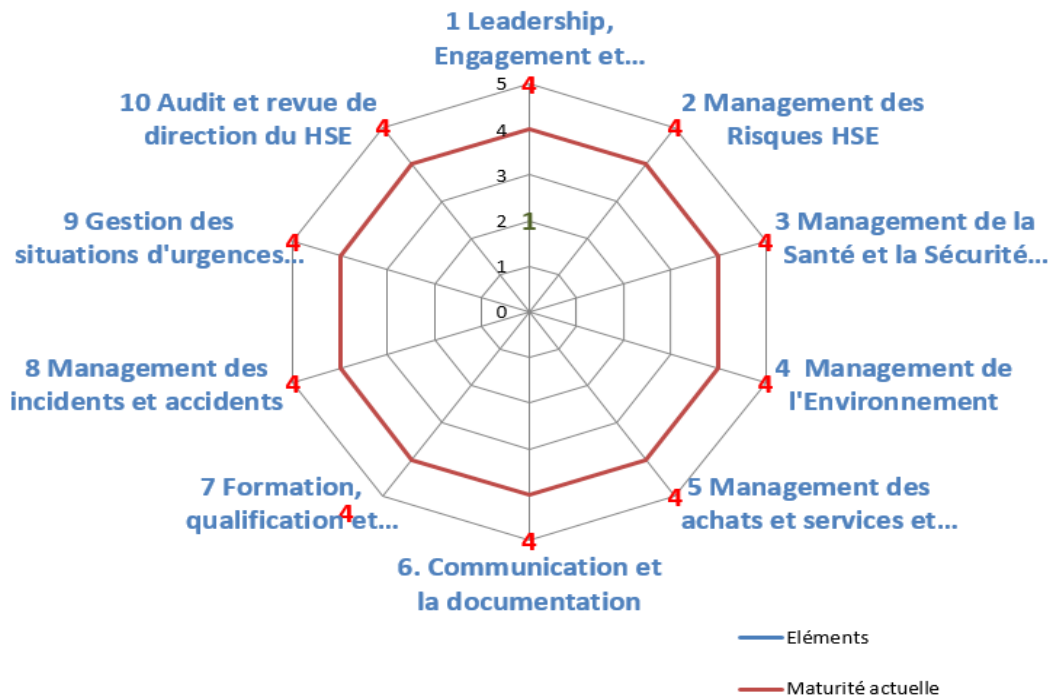 1 Leadership,
Engagement et...
4
10 Audit et revue de
direction du HSE
4
2 Management des
Risques HSE
4
9 Gestion des
situations d'urgences...
4
3 Management de la
Santé et la Sécurité...
4
5
4
3
2
1
0
1
8 Management des
incidents et accidents
4
4 Management de
l'Environnement
4
7 Formation,
qualification et...
4
5 Management des
achats et services et...
4
4
6. Communication et
la documentation
Eléments
Maturité actuelle